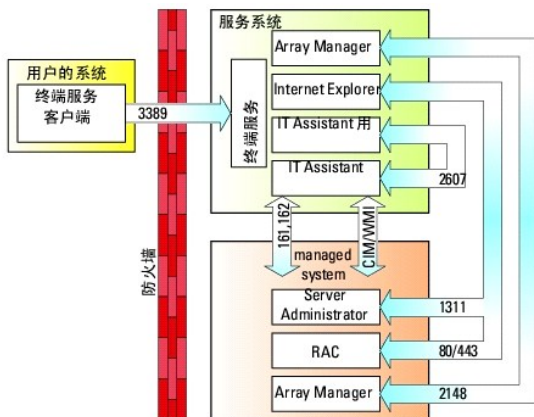 服务系统
Array Manager
用户的系统
终端服务
客户端
3389
终端服务
Internet Explorer
IT Assistant 用
IT Assistant
2607
防火墙
161,162
CIM/WMI
managed
system
Server
Administrator
1311
RAC
80/443
Array Manager
2148